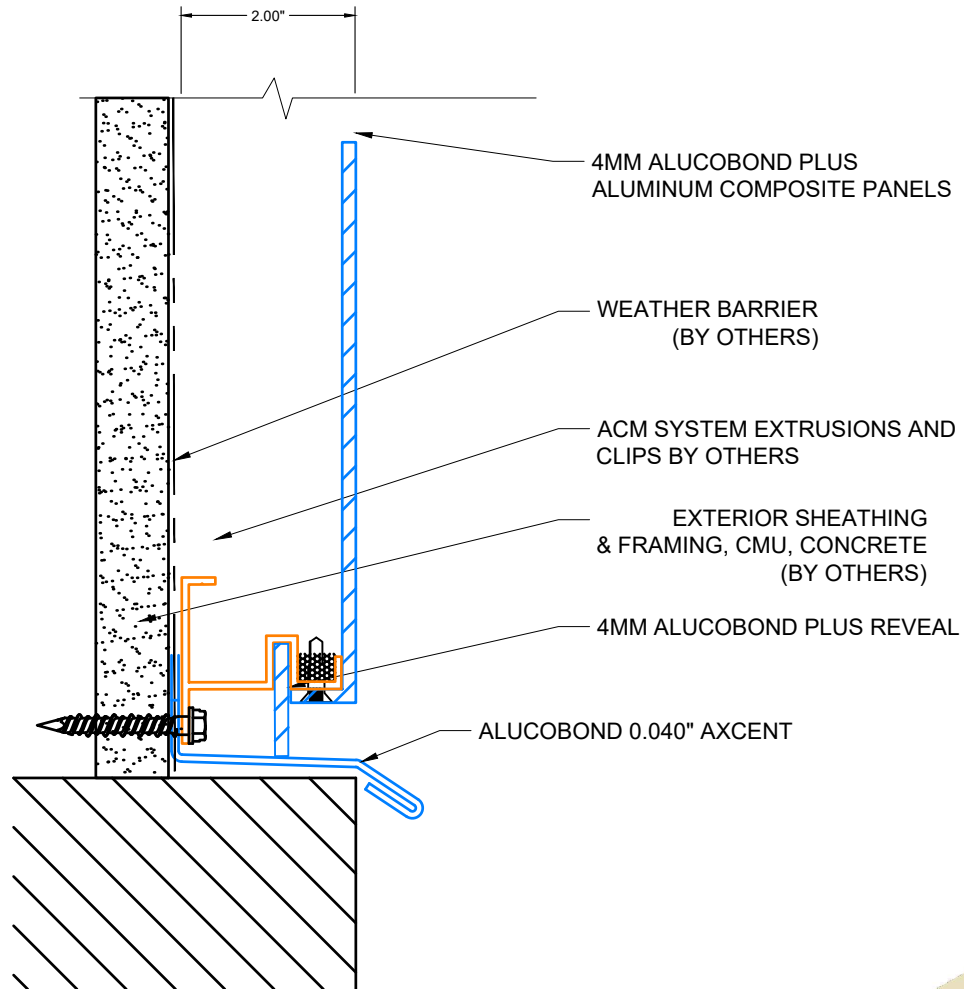 2.00"
4MM ALUCOBOND PLUS
ALUMINUM COMPOSITE PANELS
WEATHER BARRIER
(BY OTHERS)
ACM SYSTEM EXTRUSIONS AND
CLIPS BY OTHERS
EXTERIOR SHEATHING
& FRAMING, CMU, CONCRETE
(BY OTHERS)
4MM ALUCOBOND PLUS REVEAL
ALUCOBOND 0.040" AXCENT